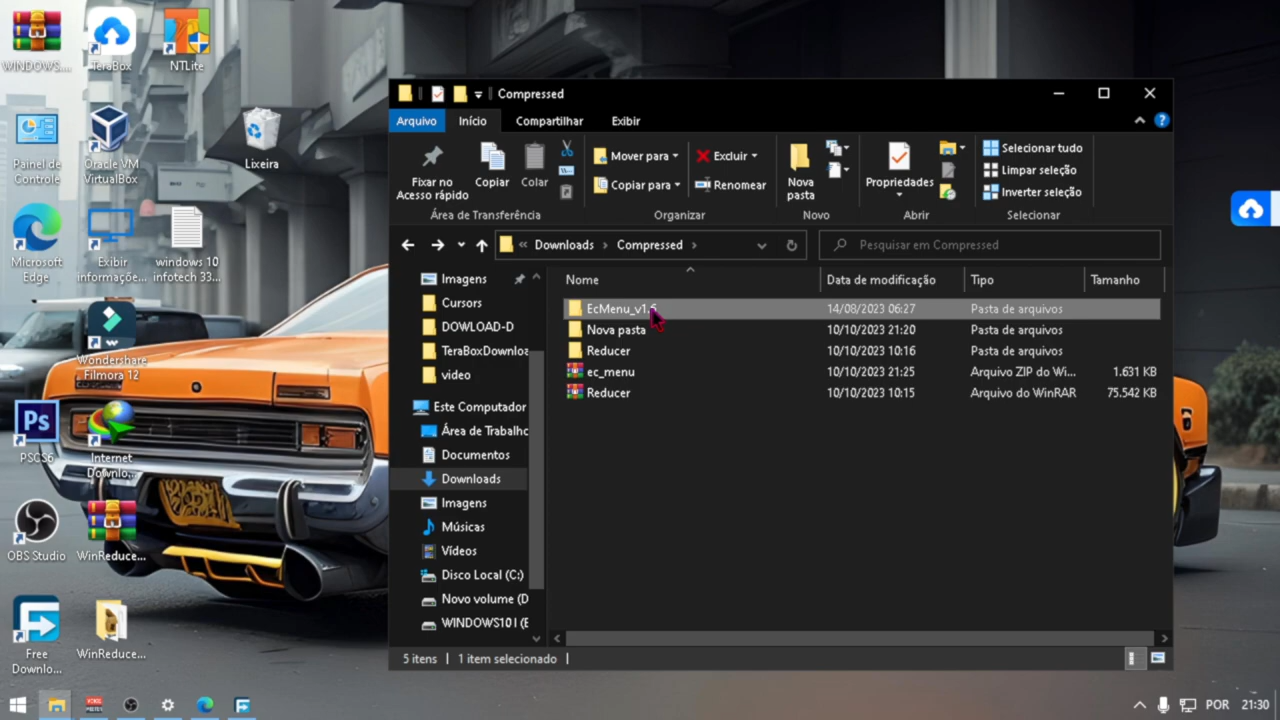 WINDOWS....
TeraBox
NTLite
Painel de
Controle
Oracle VM
VirtualBox
Lixeira
Microsoft
Edge
Exibir
informaçõe...
windows 10
infotech 33...
Wondershare
Filmora 12
Ps
PSCS6
Internet
Downlo...
OBS Studio
WinReduce...
Free
Downlo...
WinReduce...
Compressed
Arquivo
Início
Compartilhar
Exibir
Fixar no
Acesso rápido
Copiar
Colar
Área de Transferência
Mover para
Copiar para
Excluir
Renomear
Organizar
Nova
pasta
Novo
Propriedades
Abrir
Selecionar tudo
Limpar seleção
Inverter seleção
Selecionar
« Downloads > Compressed >
Pesquisar em Compressed
Imagens
Cursors
DOWLOAD-D
TeraBoxDownloa
video
Este Computador
Área de Trabalho
Documentos
Downloads
Imagens
Músicas
Vídeos
Disco Local (C:)
Novo volume (D
WINDOWS10 I (E
Nome Data de modificação Tipo Tamanho
EcMenu_v1.6 14/08/2023 06:27 Pasta de arquivos
Nova pasta 10/10/2023 21:20 Pasta de arquivos
Reducer 10/10/2023 10:16 Pasta de arquivos
ec_menu 10/10/2023 21:25 Arquivo ZIP do Wi... 1.631 KB
Reducer 10/10/2023 10:15 Arquivo do WinRAR 75.542 KB
5 itens 1 item selecionado
POR 21:30